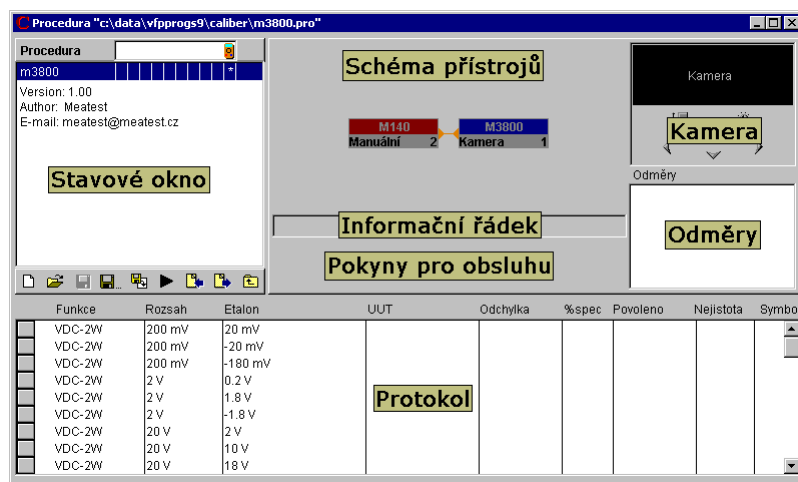 Procedura "c:\data\vfpprogs9\caliber\m3800.pro"
Procedura
m3800 *
Version: 1.00
Author: Meatest
E-mail: meatest@meatest.cz
Stavové okno
Schéma přístrojů
M140
Manuální 2
M3800
Kamera 1
Informační řádek
Pokyny pro obsluhu
Kamera
Kamera
Odměry
Odměry
Funkce Rozsah Etalon UUT Odchylka %spec Povoleno Nejistota Symbo
VDC-2W 200 mV 20 mV
VDC-2W 200 mV -20 mV
VDC-2W 200 mV -180 mV
VDC-2W 2 V 0.2 V
VDC-2W 2 V 1.8 V
VDC-2W 2 V -1.8 V
VDC-2W 20 V 2 V
VDC-2W 20 V 10 V
VDC-2W 20 V 18 V
Protokol